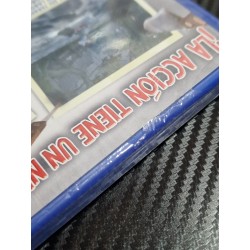 ¡LA ACCIÓN TIENE UN